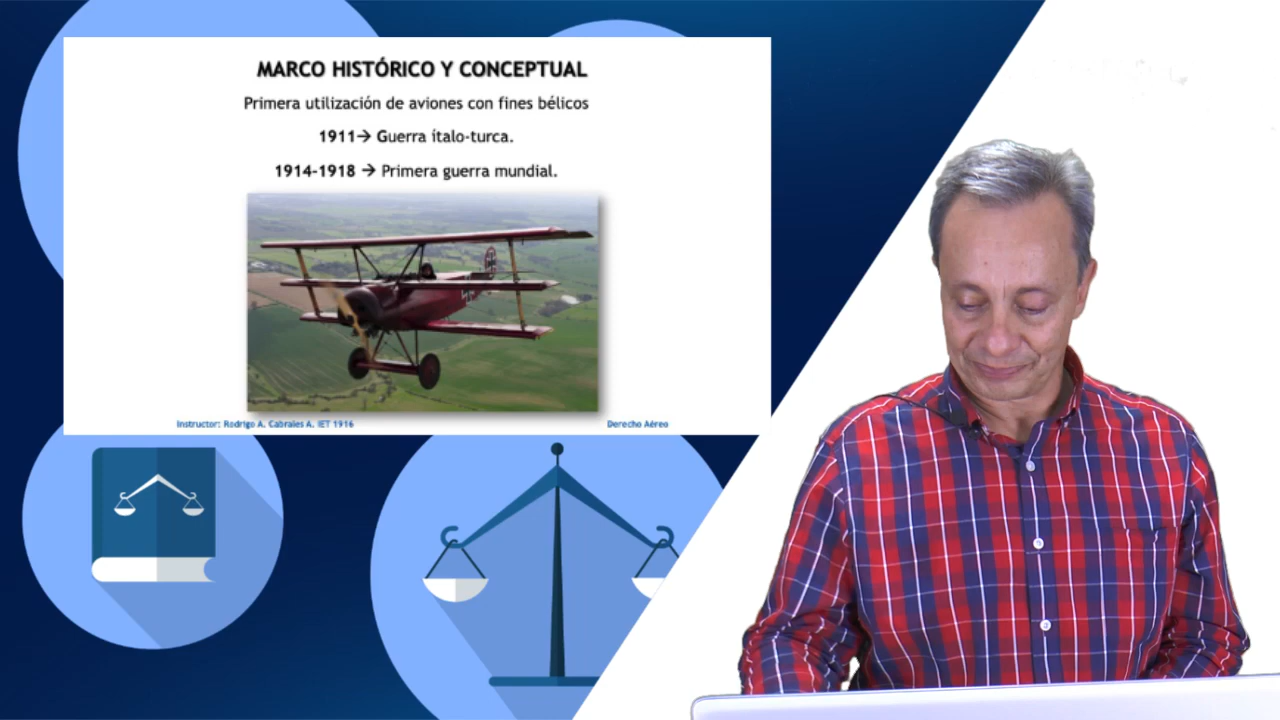 MARCO HISTÓRICO Y CONCEPTUAL
Primera utilización de aviones con fines bélicos
1911→ Guerra ítalo-turca.
1914-1918 → Primera guerra mundial.
Instructor: Rodrigo A. Cabrales A. IET 1916
Derecho Aéreo